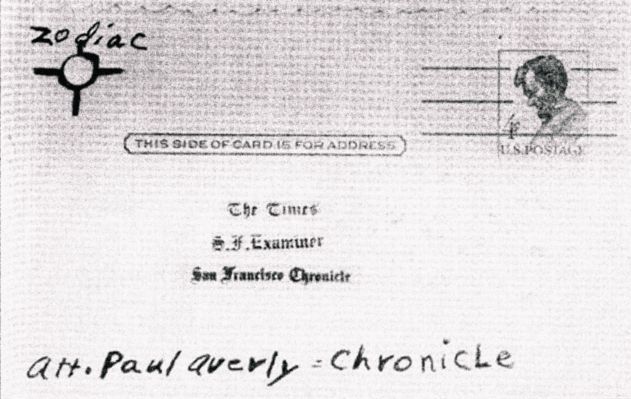 zodiac
THIS SIDE OF CARD IS FOR ADDRESS
U.S. POSTAGE
The Times
S.F. Examiner
San Francisco Chronicle
att. Paul averly = chronicLe